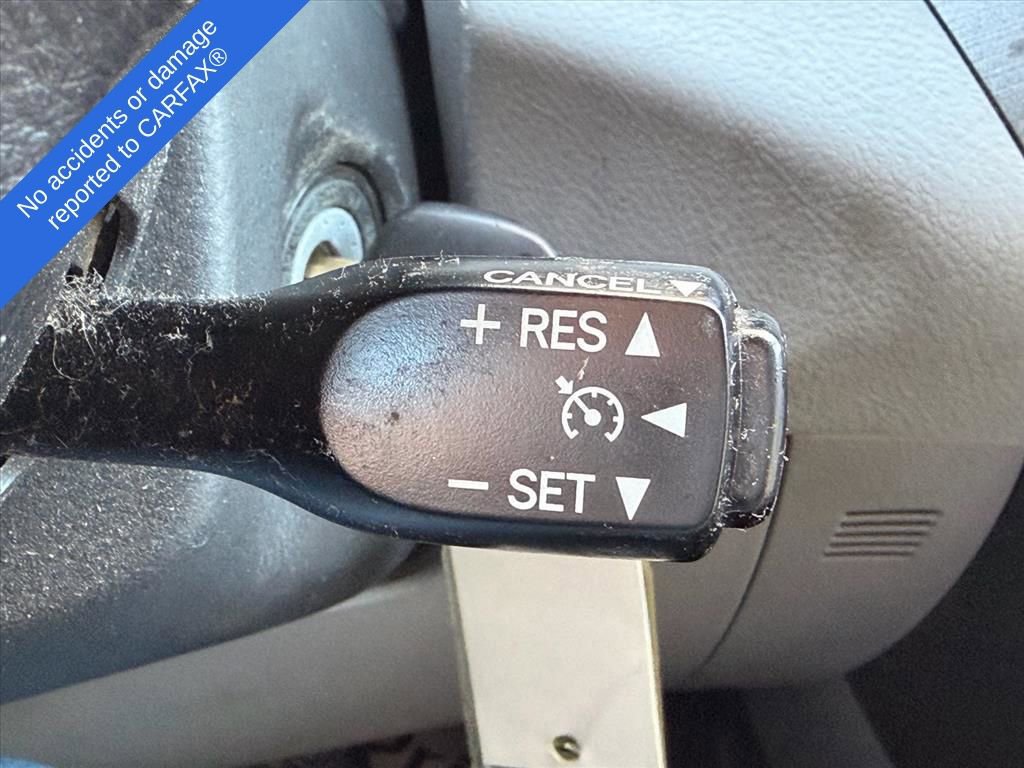 No accidents or damage
reported to CARFAX®
CANCEL
+ RES
− SET